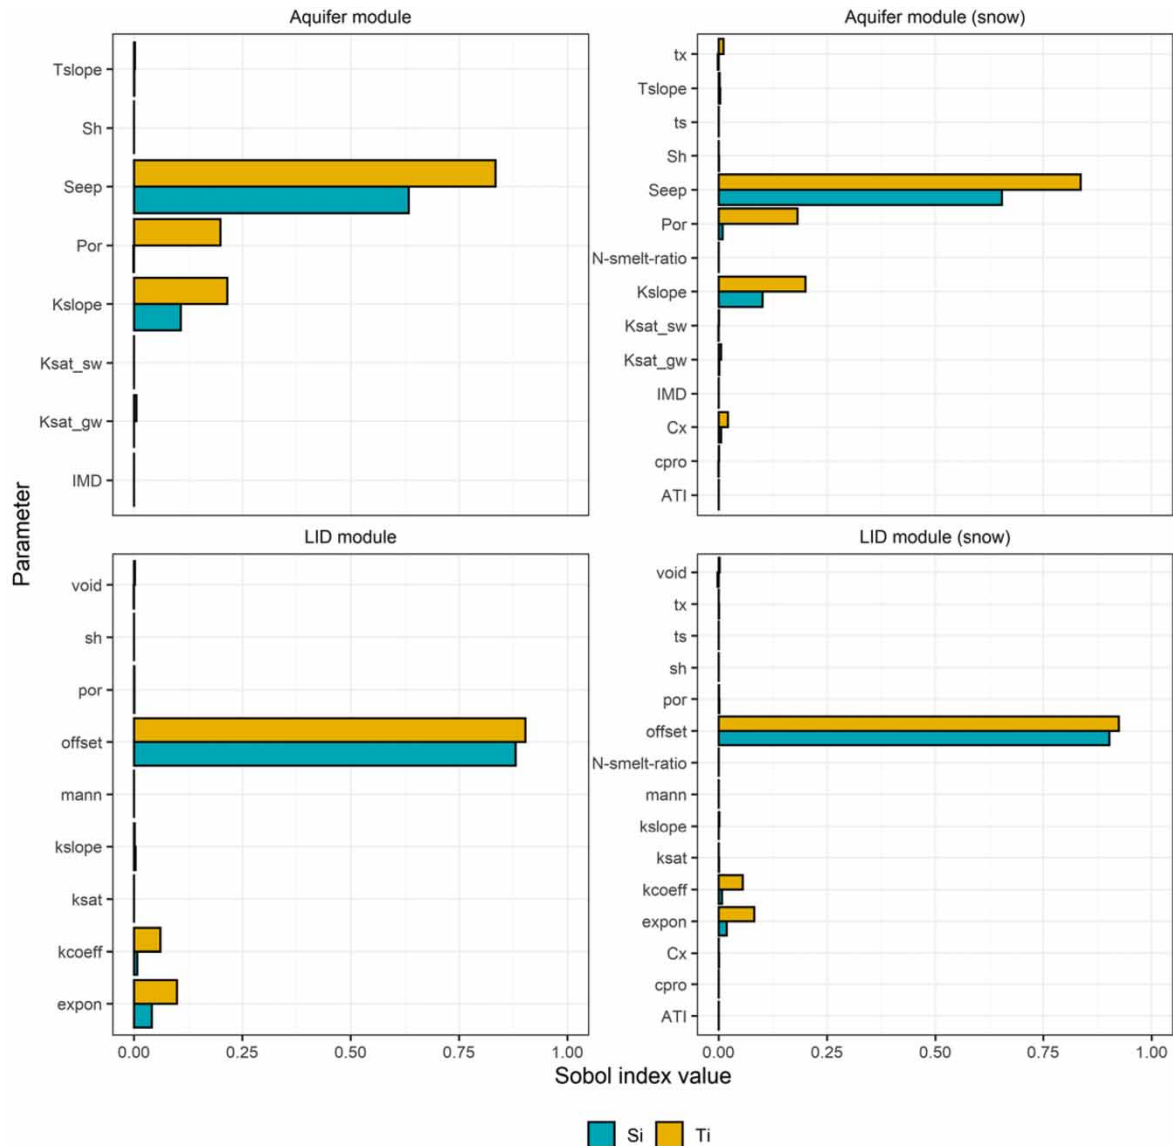 Aquifer module
Tslope
Sh
Seep
Por
Kslope
Ksat_sw
Ksat_gw
IMD
Aquifer module (snow)
tx
Tslope
ts
Sh
Seep
Por
N-smelt-ratio
Kslope
Ksat_sw
Ksat_gw
IMD
Cx
cpro
ATI
Parameter
LID module
void
sh
por
offset
mann
kslope
ksat
kcoeff
expon
0.00 0.25 0.50 0.75 1.00
LID module (snow)
void
tx
ts
sh
por
offset
N-smelt-ratio
mann
kslope
ksat
kcoeff
expon
Cx
cpro
ATI
0.00 0.25 0.50 0.75 1.00
Sobol index value
Si Ti